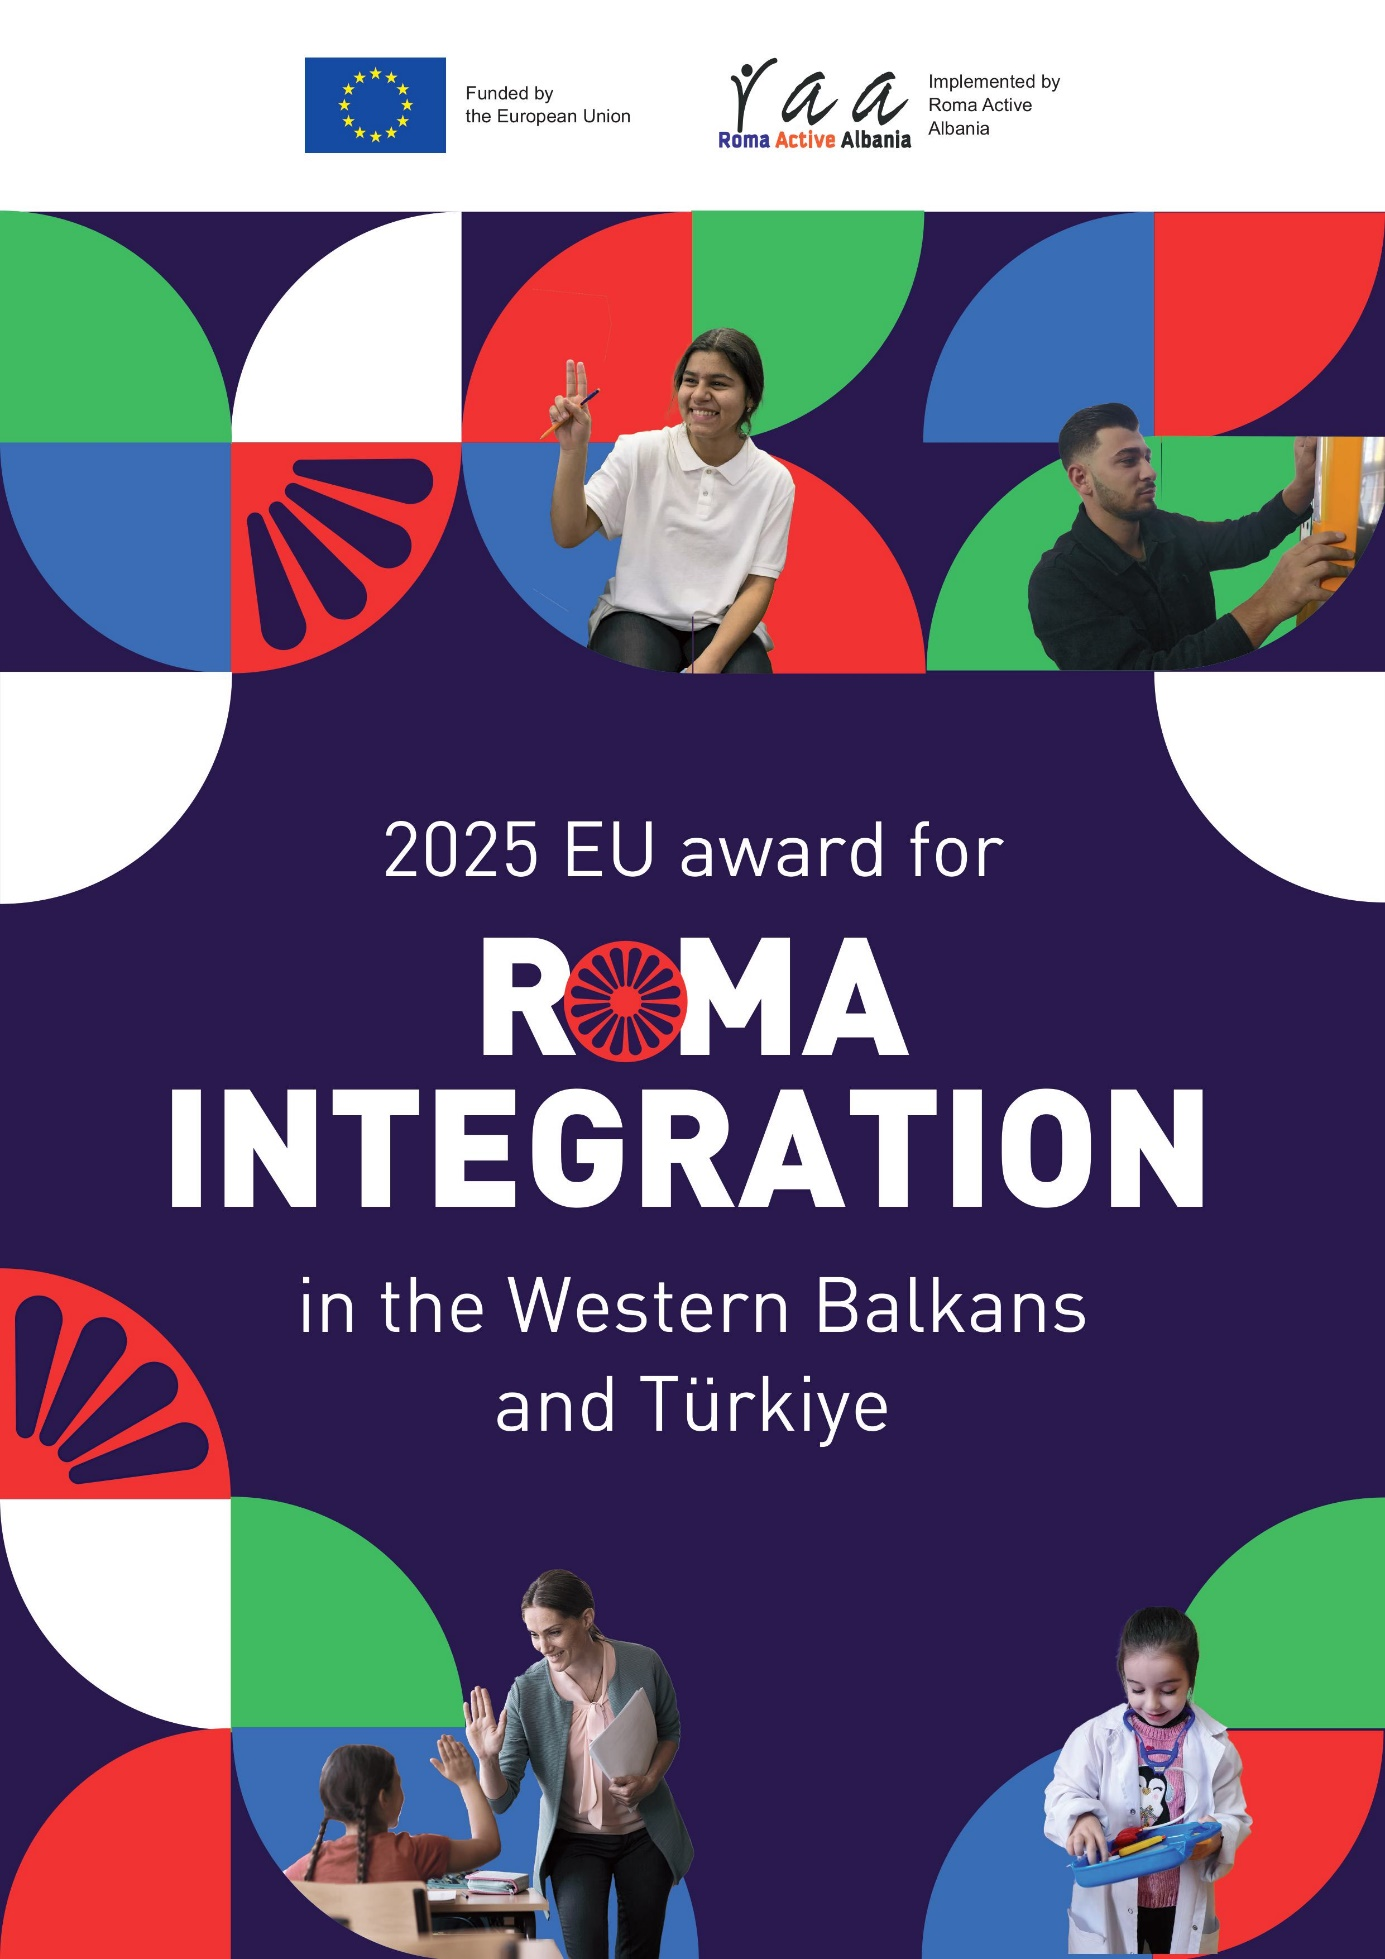 Funded by
the European Union
raa
Roma Active Albania
Implemented by
Roma Active
Albania
2025 EU award for
ROMA
INTEGRATION
in the Western Balkans
and Türkiye